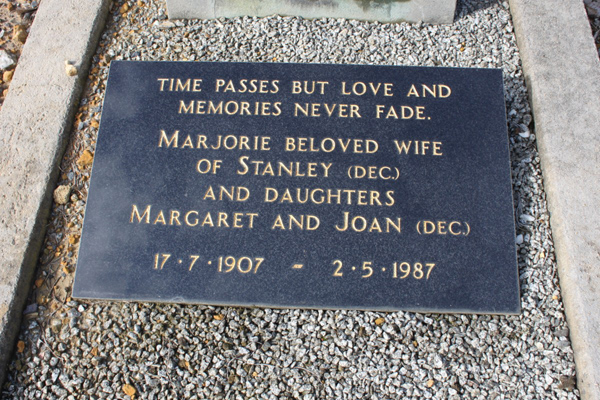 TIME PASSES BUT LOVE AND
MEMORIES NEVER FADE.
MARJORIE BELOVED WIFE
OF STANLEY (DEC.)
AND DAUGHTERS
MARGARET AND JOAN (DEC.)
17·7·1907 - 2·5·1987